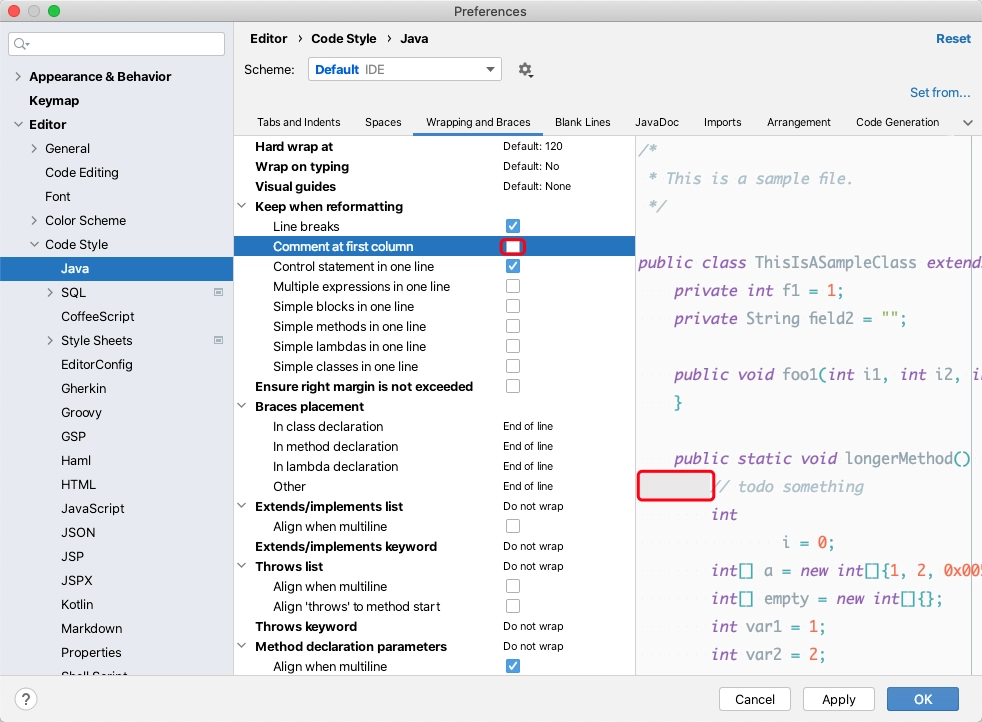 Preferences
Editor › Code Style › Java Reset
Scheme: Default IDE
Set from...
Appearance & Behavior
Keymap
Editor
General
Code Editing
Font
Color Scheme
Code Style
Java
SQL
CoffeeScript
Style Sheets
EditorConfig
Gherkin
Groovy
GSP
Haml
HTML
JavaScript
JSON
JSP
JSPX
Kotlin
Markdown
Properties
Tabs and Indents Spaces Wrapping and Braces Blank Lines JavaDoc Imports Arrangement Code Generation
Hard wrap at Default: 120
Wrap on typing Default: No
Visual guides Default: None
Keep when reformatting
Line breaks
Comment at first column
Control statement in one line
Multiple expressions in one line
Simple blocks in one line
Simple methods in one line
Simple lambdas in one line
Simple classes in one line
Ensure right margin is not exceeded
Braces placement
In class declaration End of line
In method declaration End of line
In lambda declaration End of line
Other End of line
Extends/implements list Do not wrap
Align when multiline
Extends/implements keyword Do not wrap
Throws list Do not wrap
Align when multiline
Align 'throws' to method start
Throws keyword Do not wrap
Method declaration parameters Do not wrap
Align when multiline
/*
* This is a sample file.
*/
public class ThisIsASampleClass extend
private int f1 = 1;
private String field2 = "";
public void foo1(int i1, int i2, i
}
public static void longerMethod()
// todo something
int
i = 0;
int[] a = new int[]{1, 2, 0x005
int[] empty = new int[]{};
int var1 = 1;
int var2 = 2;
? Cancel Apply OK